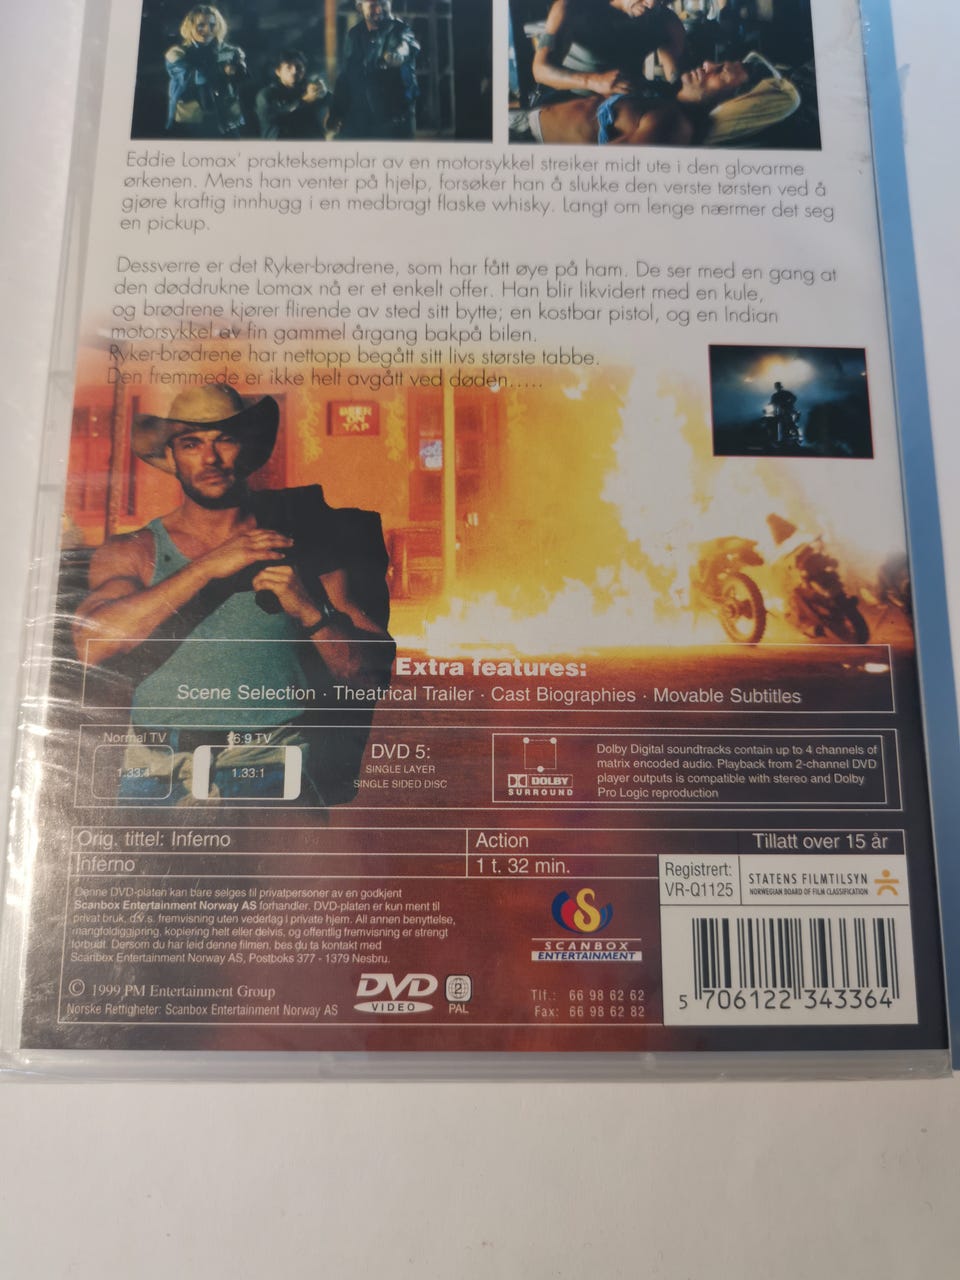 Eddie Lomax' prakteksemplar av en motorsykkel streiker midt ute i den glovarme
ørkenen. Mens han venter på hjelp, forsøker han å slukke den verste tørsten ved å
gjøre kraftig innhugg i en medbragt flaske whisky. Langt om lenge nærmer det seg
en pickup.
Dessverre er det Ryker-brødrene, som har fått øye på ham. De ser med en gang at
den døddrukne Lomax nå er et enkelt offer. Han blir likvidert med en kule,
og brødrene kjører flirende av sted sitt bytte; en kostbar pistol, og en Indian
motorsykkel av fin gammel årgang bakpå bilen.
Ryker-brødrene har nettopp begått sitt livs største tabbe.
Den fremmede er ikke helt avgått ved døden.....
BEER
ON
TAP
Extra features:
Scene Selection · Theatrical Trailer · Cast Biographies · Movable Subtitles
Normal TV
1.33:1
16:9 TV
1.33:1
DVD 5:
SINGLE LAYER
SINGLE SIDED DISC
DOLBY
SURROUND
Dolby Digital soundtracks contain up to 4 channels of
matrix encoded audio. Playback from 2-channel DVD
player outputs is compatible with stereo and Dolby
Pro Logic reproduction
Orig. tittel: Inferno
Action
Tillatt over 15 år
Inferno
1 t. 32 min.
Registrert:
VR-Q1125
STATENS FILMTILSYN
NORWEGIAN BOARD OF FILM CLASSIFICATION
Denne DVD-platen kan bare selges til privatpersoner av en godkjent
Scanbox Entertainment Norway AS forhandler. DVD-platen er kun ment til
privat bruk, d.v.s. fremvisning uten vederlag i private hjem. All annen benyttelse,
mangfoldiggjøring, kopiering helt eller delvis, og offentlig fremvisning er strengt
forbudt. Dersom du har leid denne filmen, bes du ta kontakt med
Scanbox Entertainment Norway AS, Postboks 377 - 1379 Nesbru.
© 1999 PM Entertainment Group
Norske Rettigheter: Scanbox Entertainment Norway AS
DVD
VIDEO
2
PAL
S
SCANBOX
ENTERTAINMENT
Tlf.: 66 98 62 62
Fax: 66 98 62 82
5 706122 343364